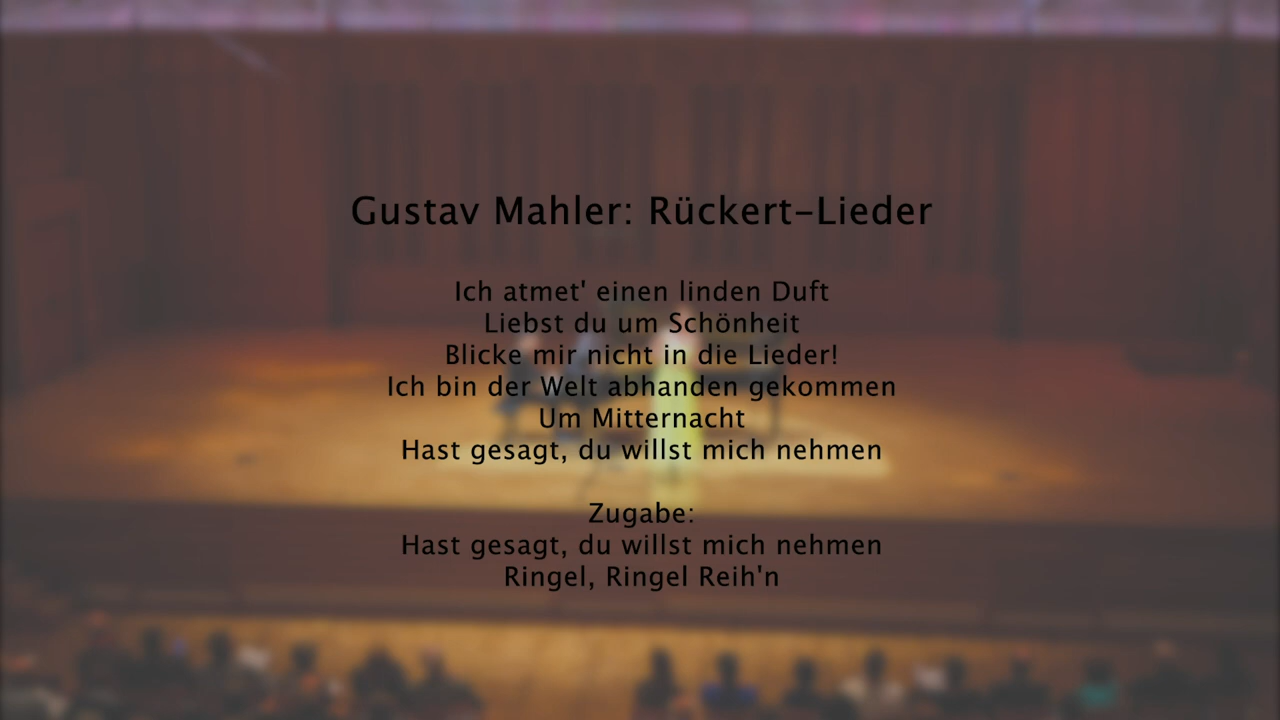 Gustav Mahler: Rückert-Lieder
Ich atmet' einen linden Duft
Liebst du um Schönheit
Blicke mir nicht in die Lieder!
Ich bin der Welt abhanden gekommen
Um Mitternacht
Hast gesagt, du willst mich nehmen
Zugabe:
Hast gesagt, du willst mich nehmen
Ringel, Ringel Reih'n